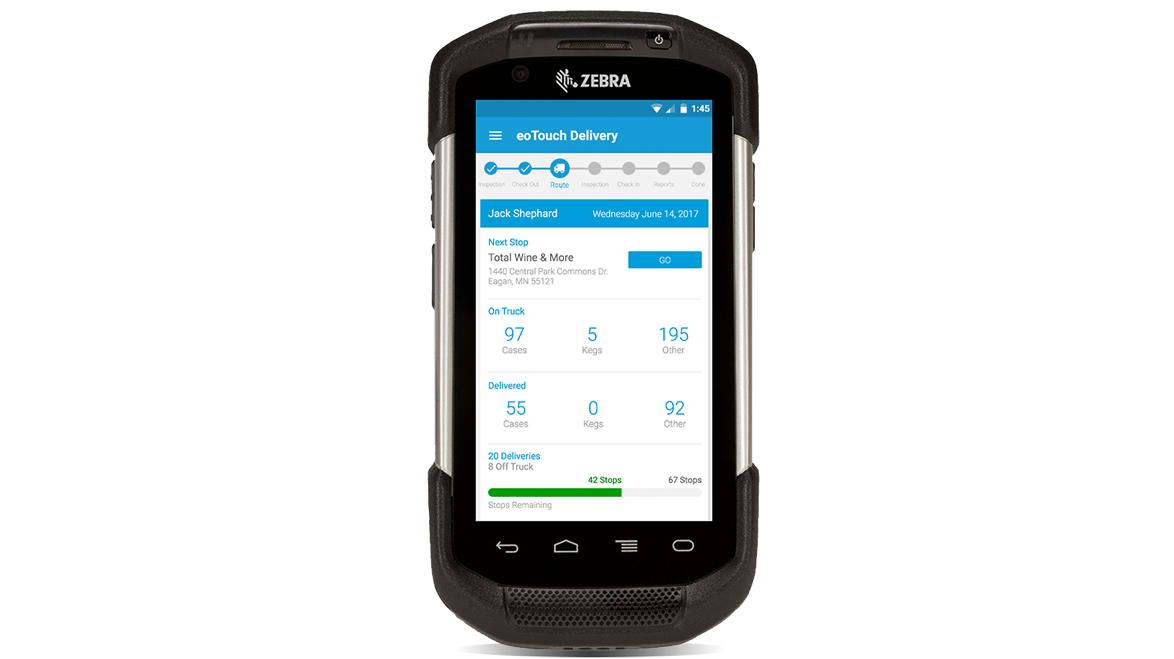 ZEBRA
1:45
eoTouch Delivery
Inspection Check Out Route Inspection Check In Reports Done
Jack Shephard Wednesday June 14, 2017
Next Stop
Total Wine & More
GO
1440 Central Park Commons Dr.
Eagan, MN 55121
On Truck
97 5 195
Cases Kegs Other
Delivered
55 0 92
Cases Kegs Other
20 Deliveries
8 Off Truck
42 Stops 67 Stops
Stops Remaining